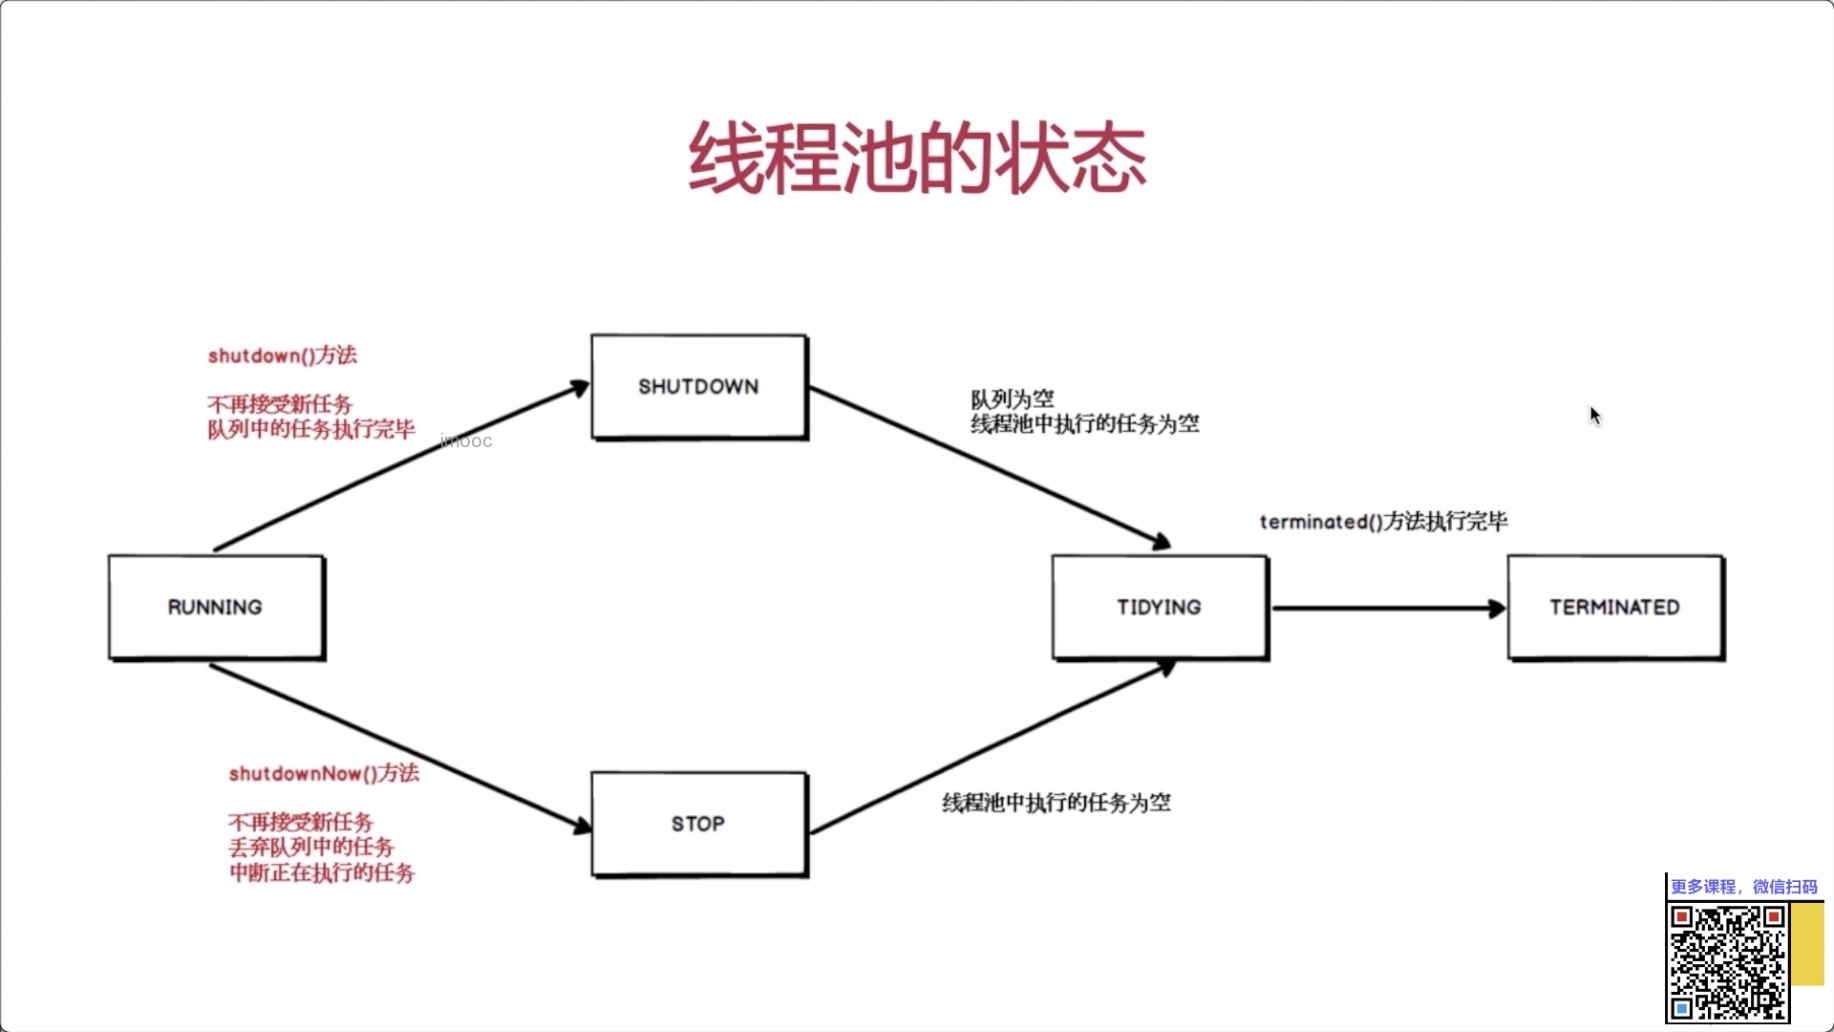 线程池的状态
shutdown()方法
不再接受新任务
队列中的任务执行完毕
imooc
SHUTDOWN
队列为空
线程池中执行的任务为空
terminated()方法执行完毕
RUNNING
TIDYING
TERMINATED
shutdownNow()方法
不再接受新任务
丢弃队列中的任务
中断正在执行的任务
STOP
线程池中执行的任务为空
更多课程，微信扫码